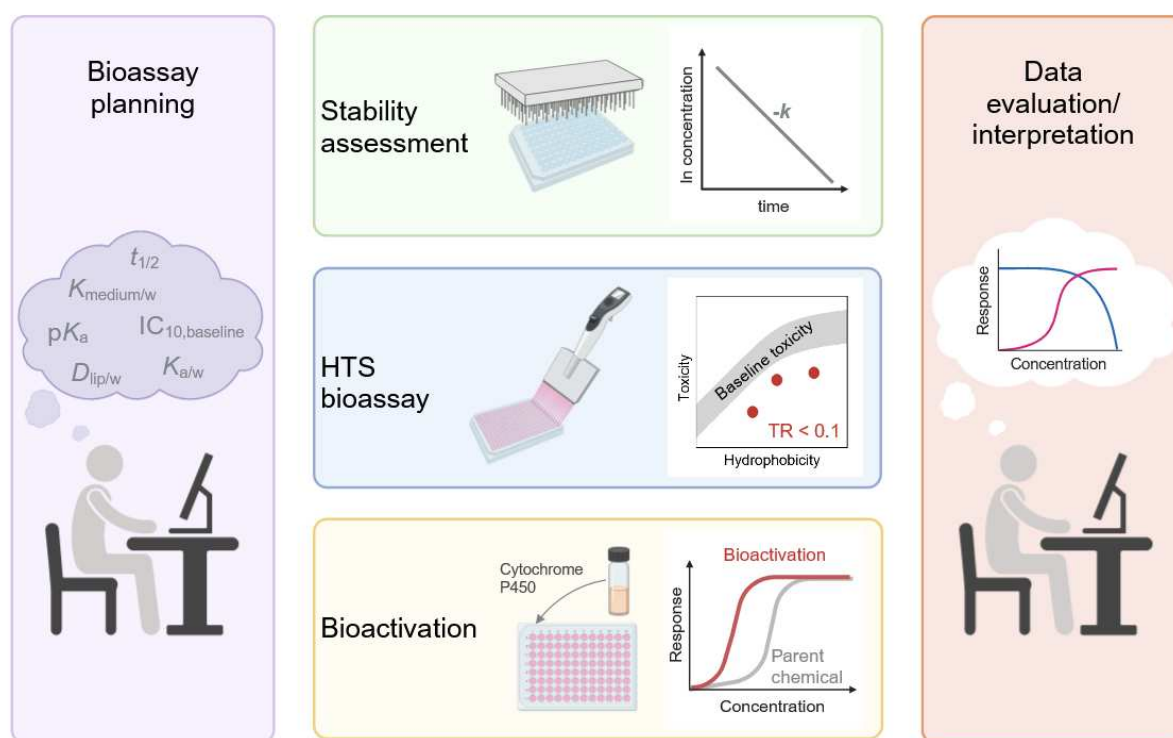 Bioassay
planning
t1/2
Kmedium/w
pKa
IC10,baseline
Dlip/w
Ka/w
Stability
assessment
ln concentration
-k
time
HTS
bioassay
Toxicity
Baseline toxicity
TR < 0.1
Hydrophobicity
Bioactivation
Cytochrome
P450
Response
Bioactivation
Parent
chemical
Concentration
Data
evaluation/
interpretation
Response
Concentration